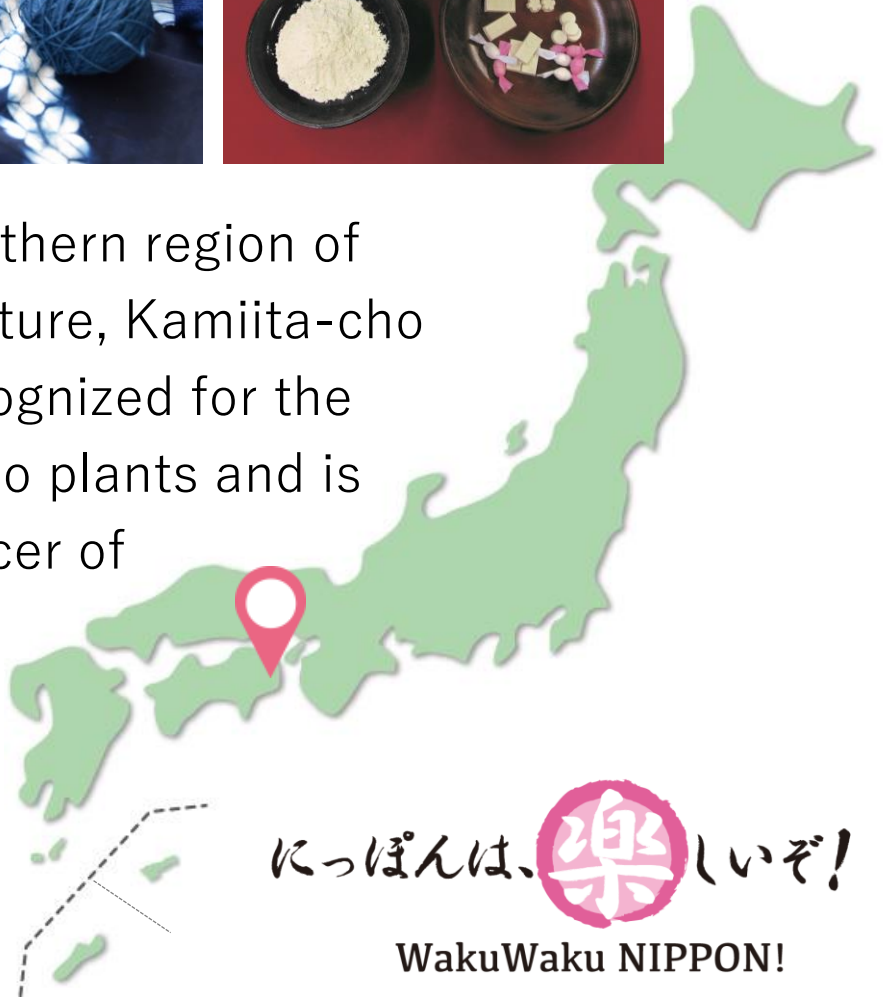 thern region of
ture, Kamiita-cho
ognized for the
o plants and is
cer of
にっぽんは、楽しいぞ!
WakuWaku NIPPON!